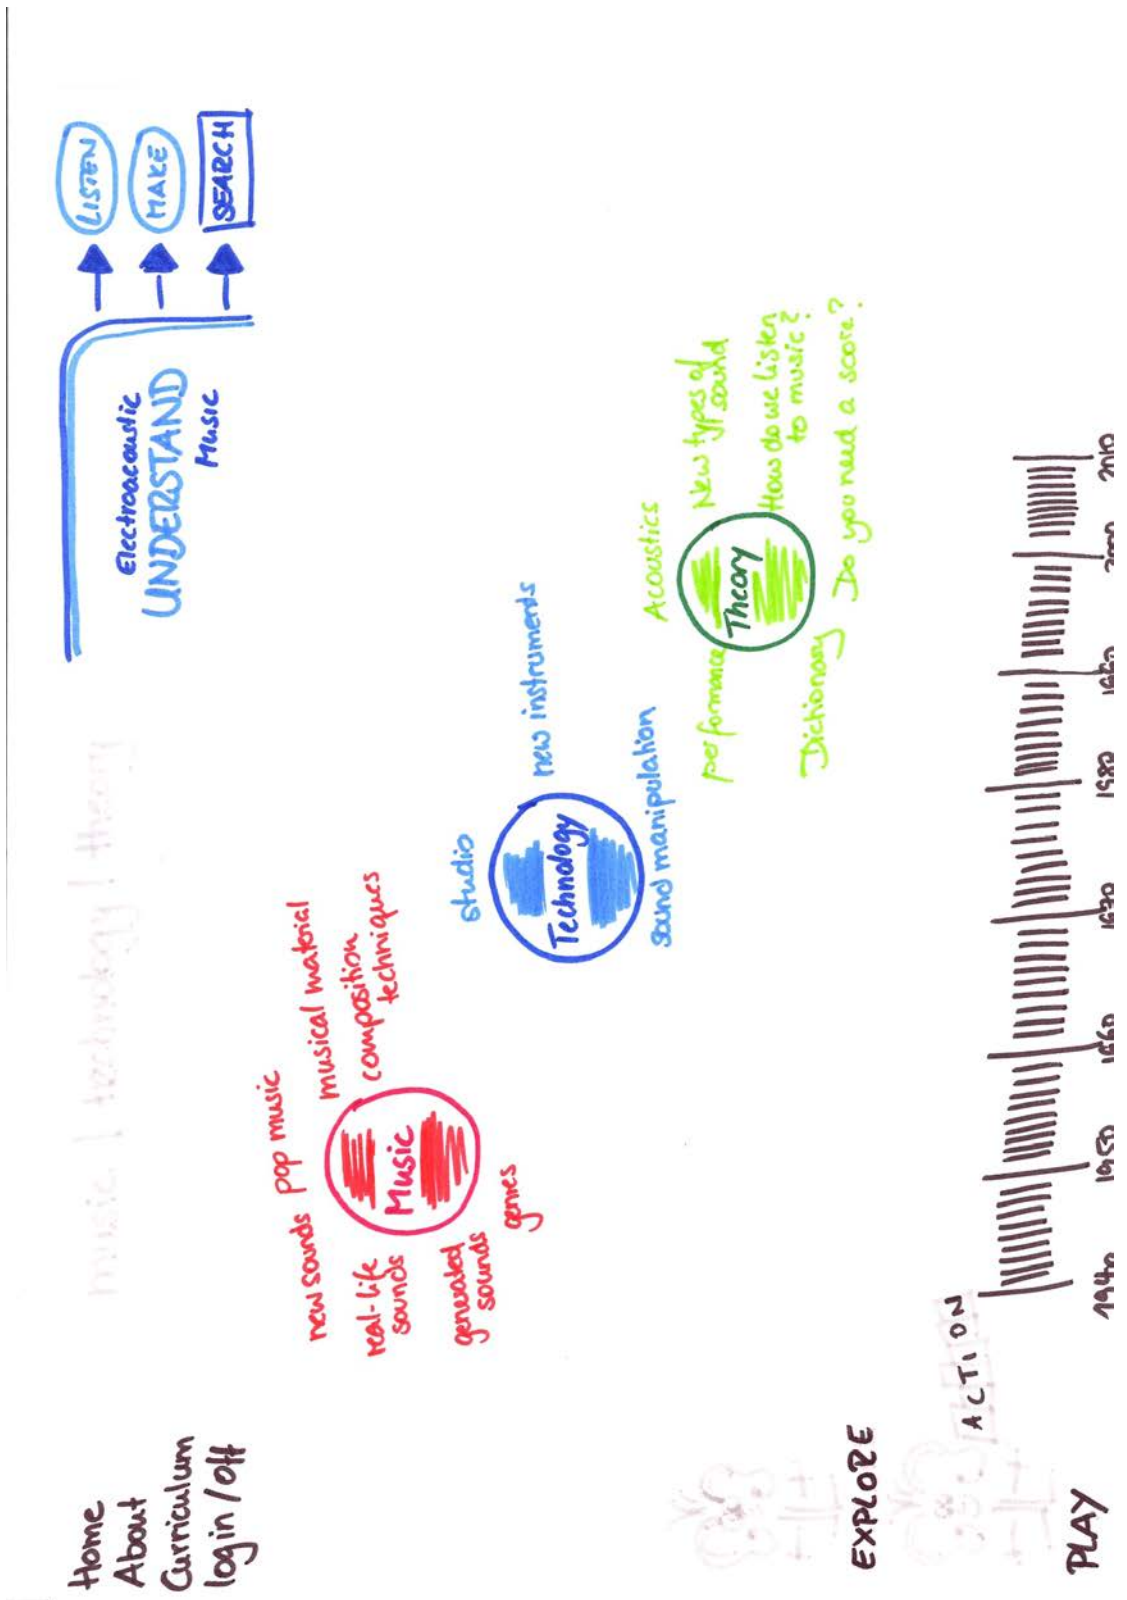 Home
About
Curriculum
login/off
music | technology | theory
Electroacoustic
UNDERSTAND
Music
LISTEN
MAKE
SEARCH
new sounds
pop music
musical material
composition
techniques
real-life
sounds
Music
generated
sounds
genres
studio
new instruments
Technology
sound manipulation
Acoustics
performance
New types of
sound
Theory
How do we listen
to music?
Dictionary
Do you need a score?
EXPLORE
ACTION
PLAY
1940
1950
1960
1970
1980
1990
2000
2010